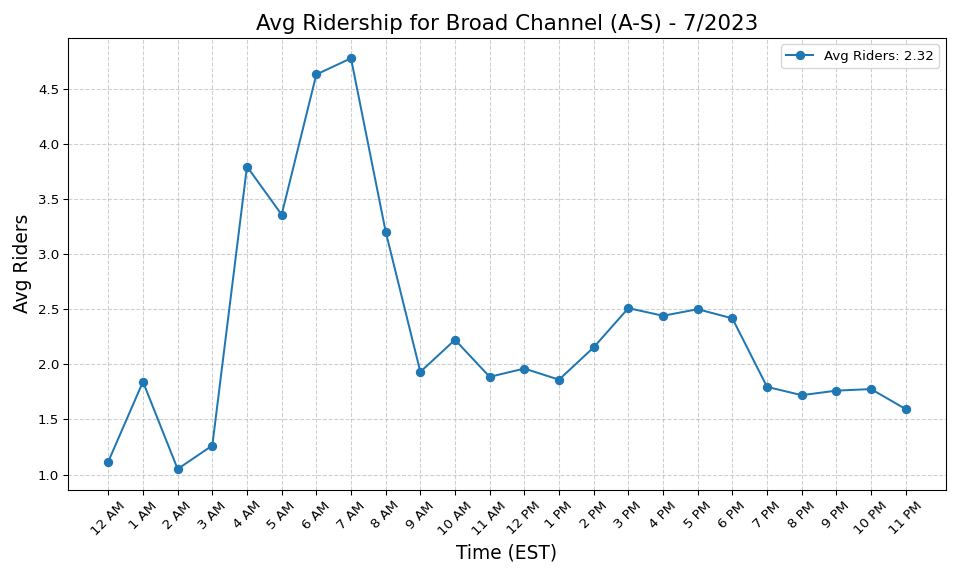 Avg Ridership for Broad Channel (A-S) - 7/2023
Avg Riders: 2.32
Avg Riders
4.5
4.0
3.5
3.0
2.5
2.0
1.5
1.0
12 AM
1 AM
2 AM
3 AM
4 AM
5 AM
6 AM
7 AM
8 AM
9 AM
10 AM
11 AM
12 PM
1 PM
2 PM
3 PM
4 PM
5 PM
6 PM
7 PM
8 PM
9 PM
10 PM
11 PM
Time (EST)